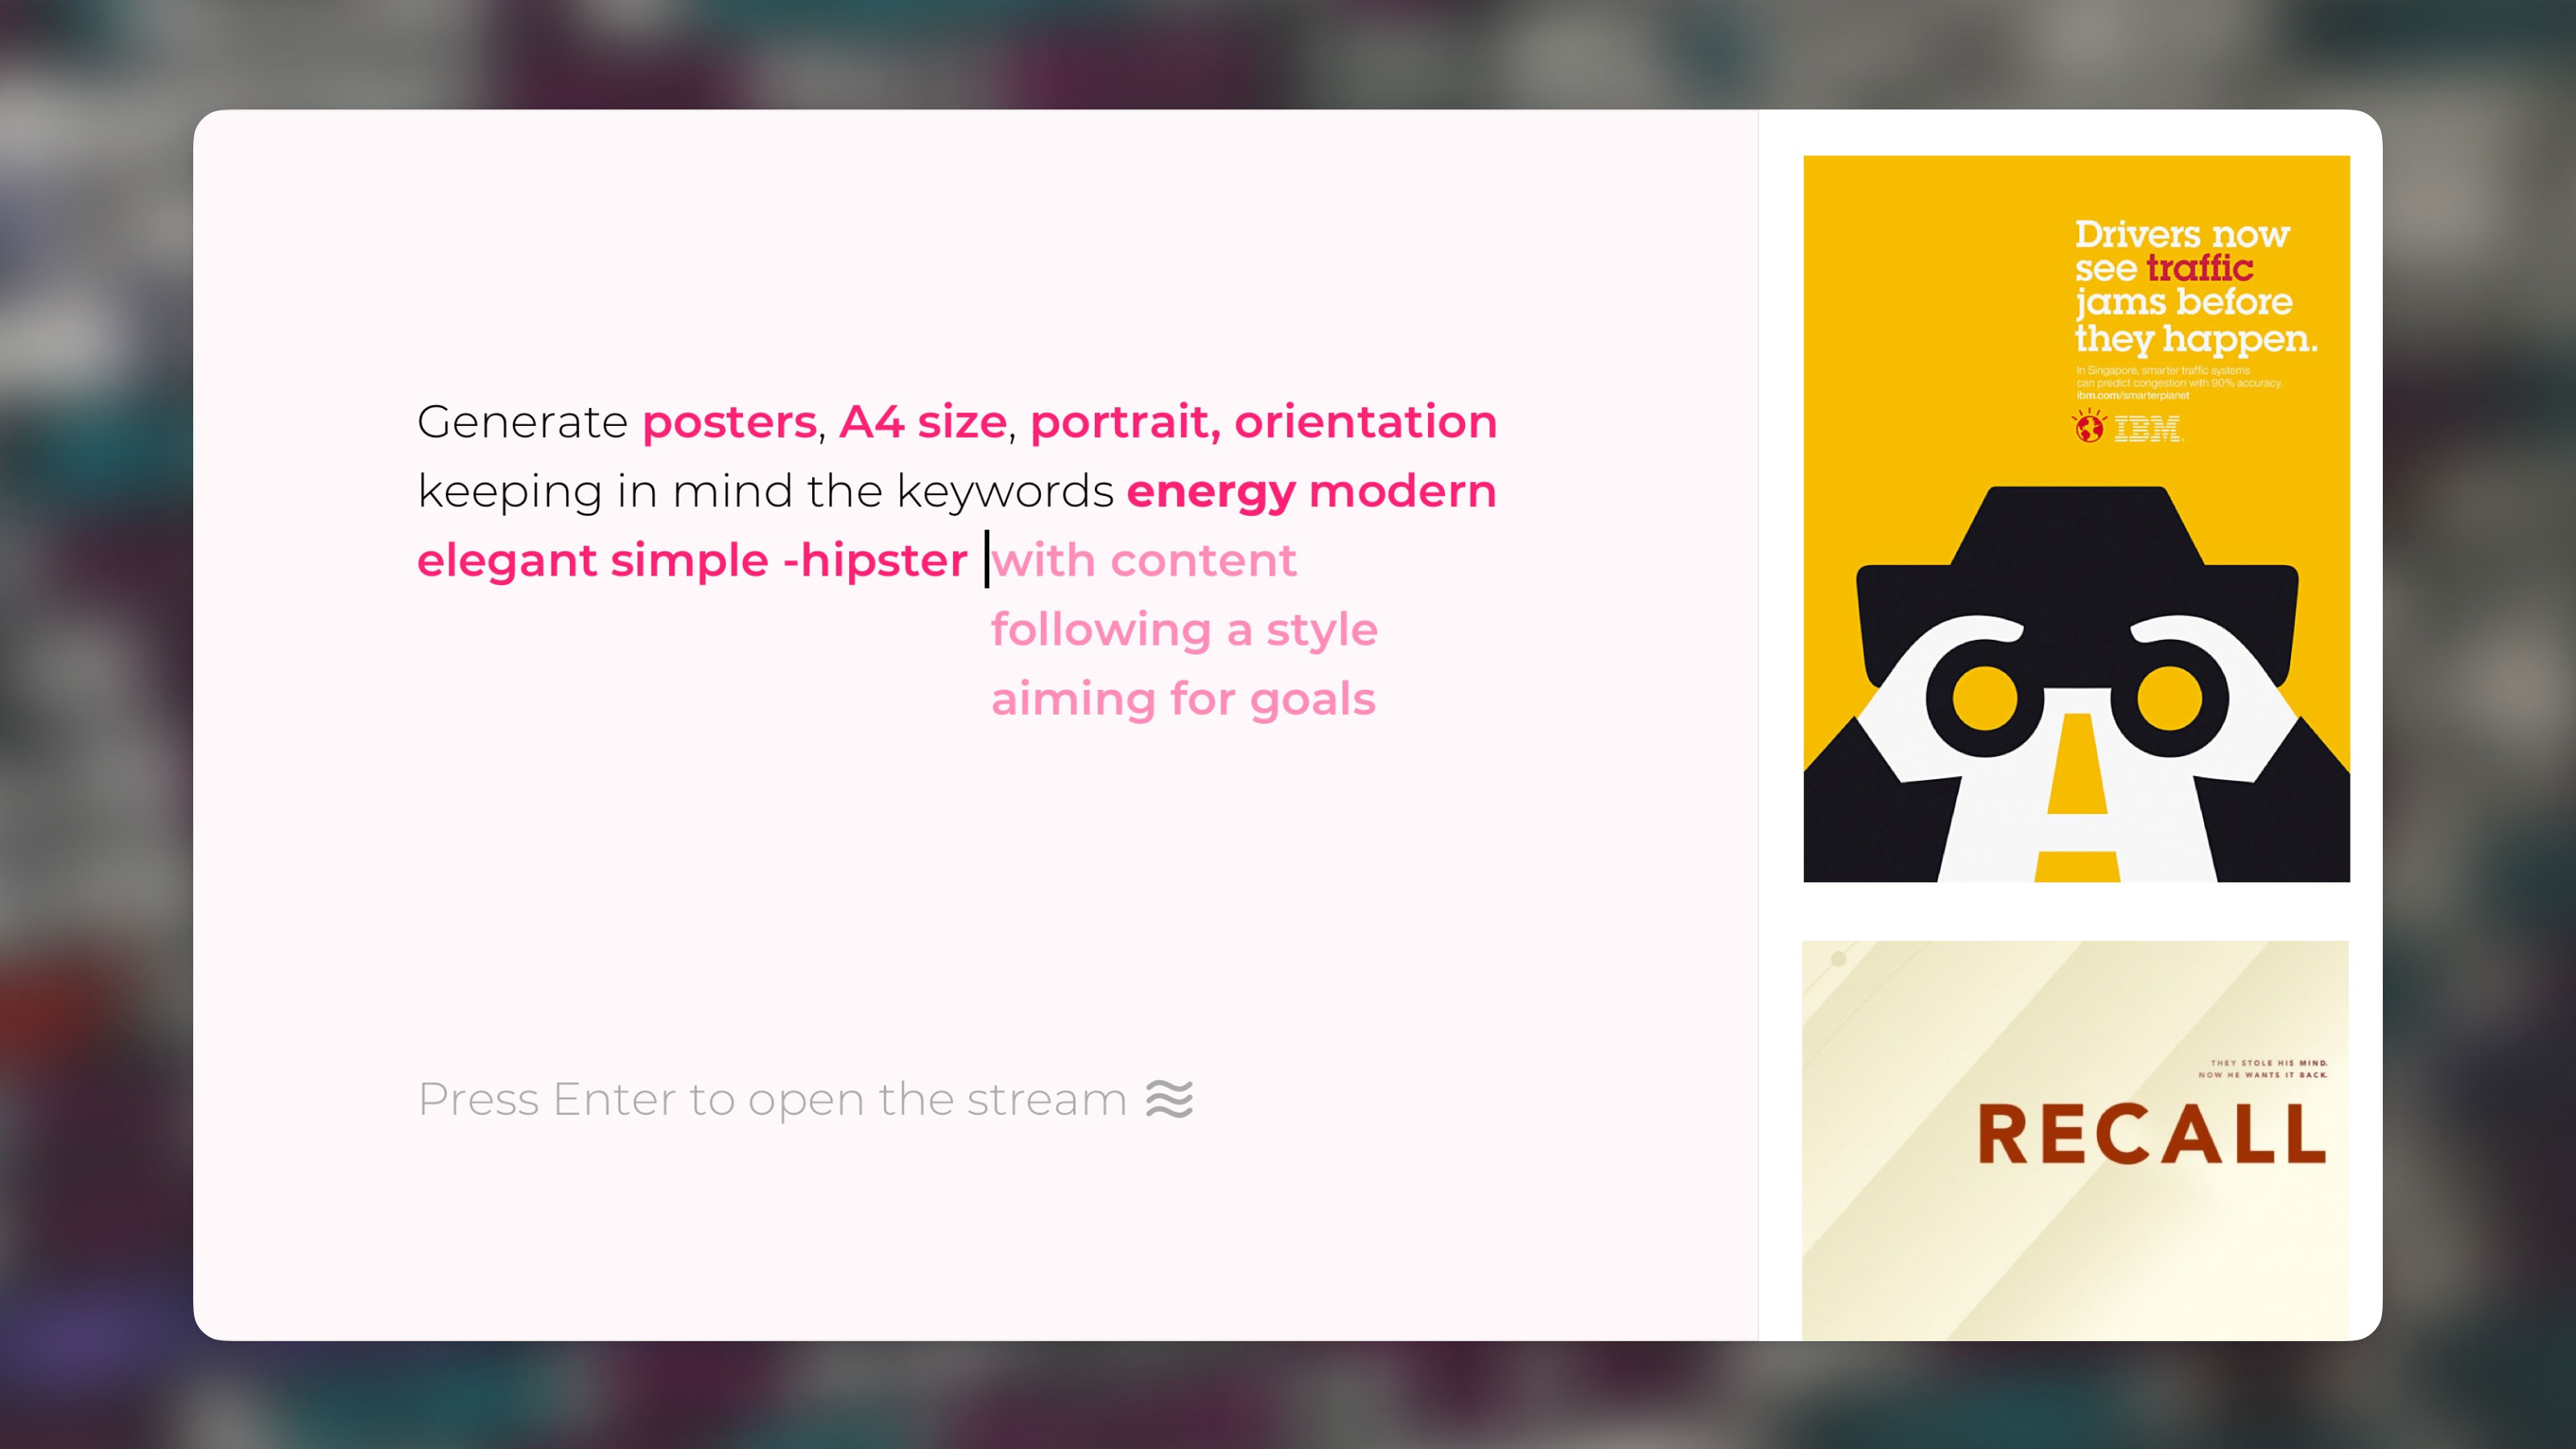 Generate posters, A4 size, portrait, orientation
keeping in mind the keywords energy modern
elegant simple -hipster with content
following a style
aiming for goals
Press Enter to open the stream
Drivers now
see traffic
jams before
they happen.
In Singapore, smarter traffic systems
can predict congestion with 90% accuracy.
ibm.com/smarterplanet
IBM
THEY STOLE HIS MIND.
NOW HE WANTS IT BACK.
RECALL